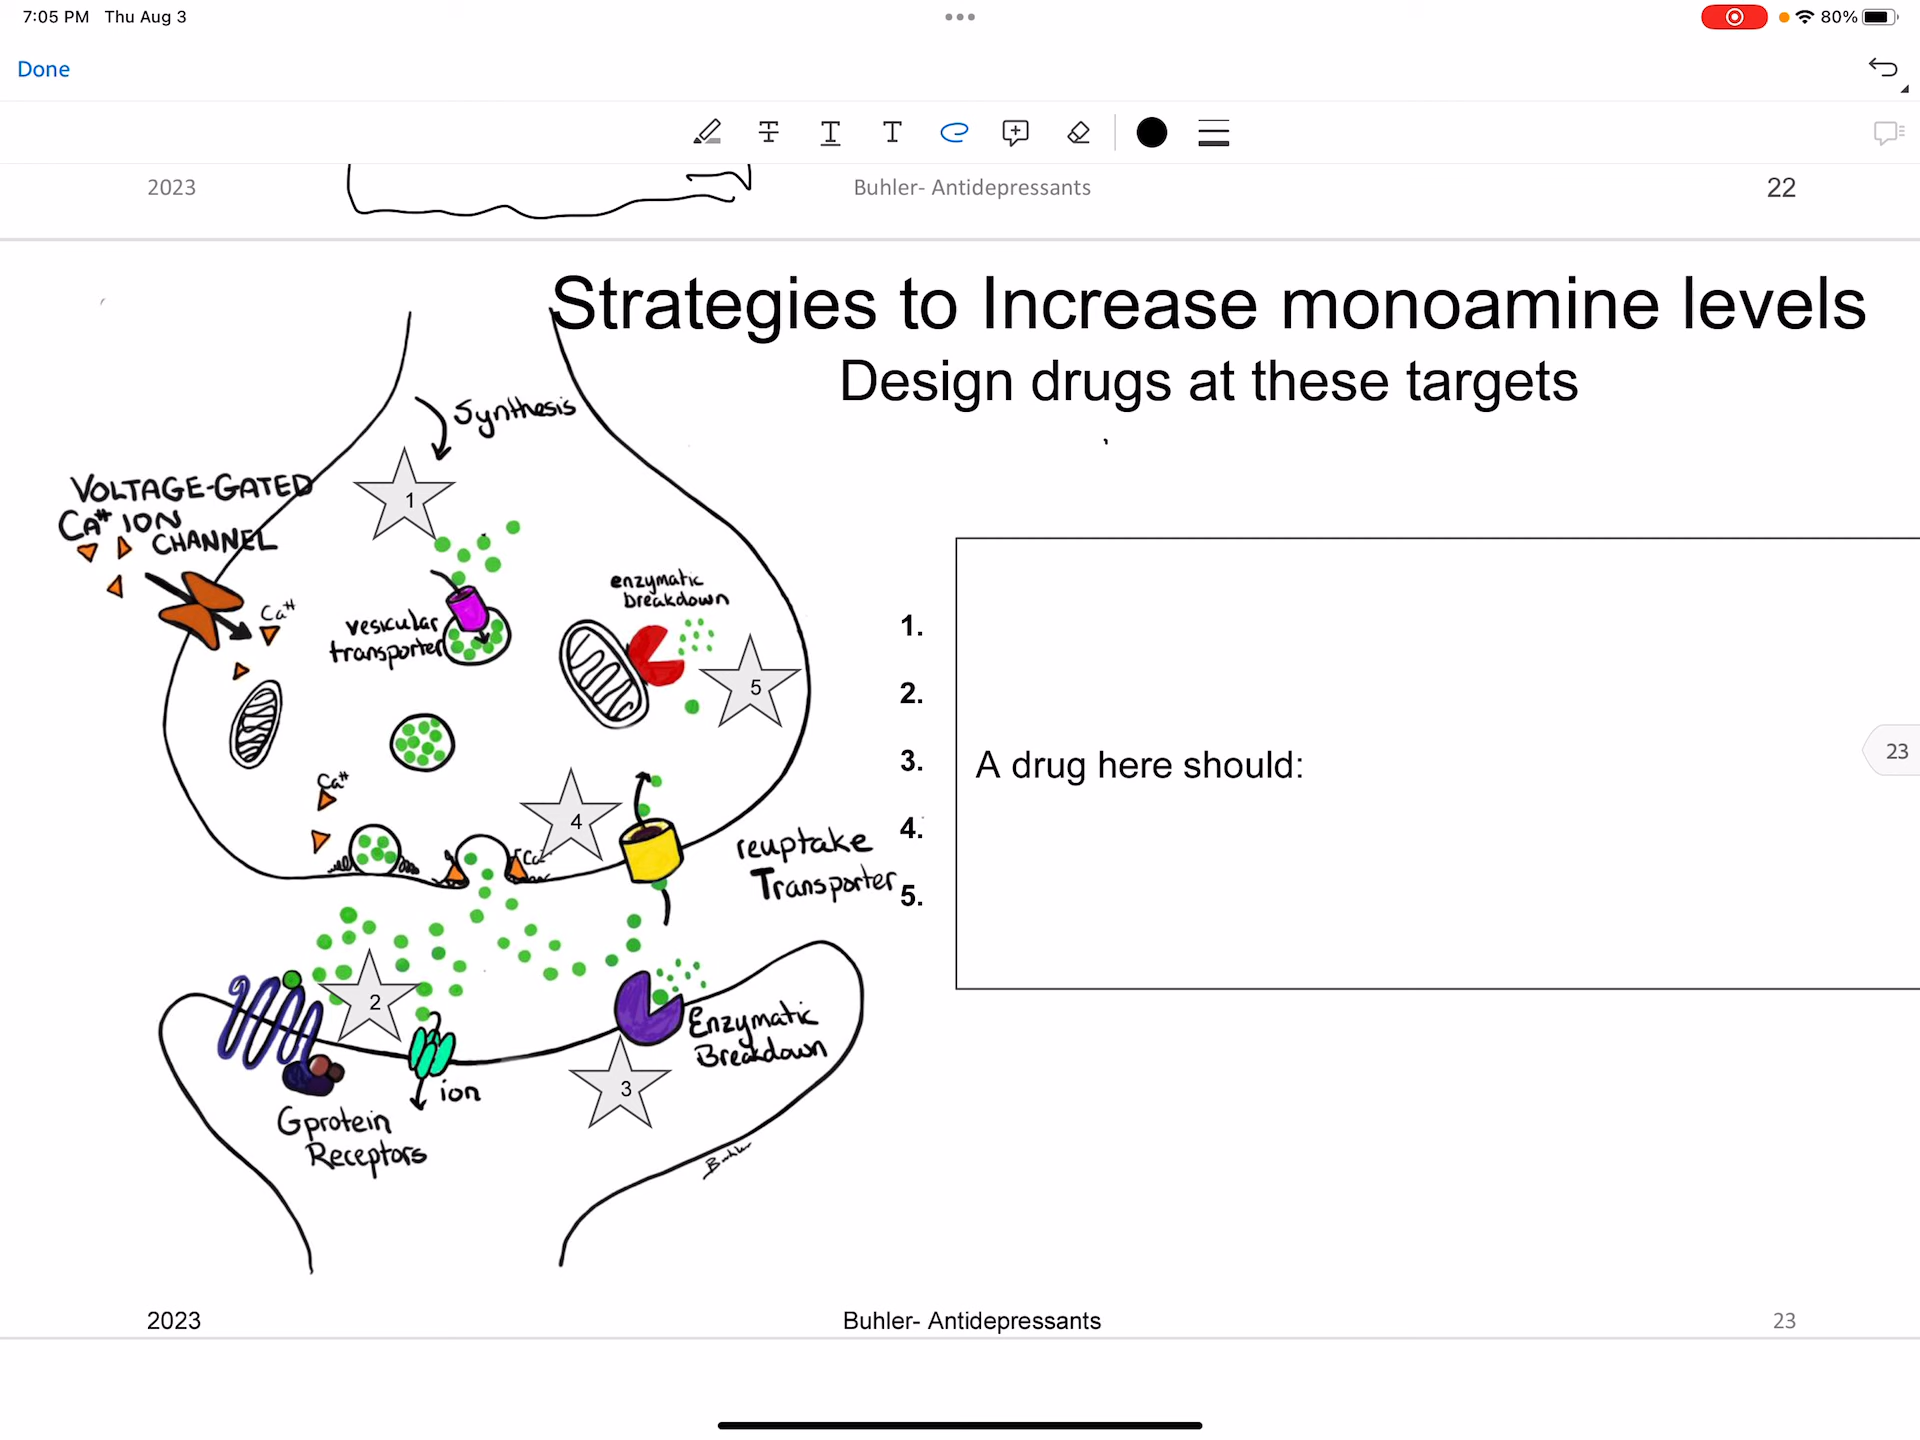 7:05 PM Thu Aug 3
80%
Done
2023
Buhler- Antidepressants
22
Strategies to Increase monoamine levels
Design drugs at these targets
Synthesis
1
VOLTAGE-GATED
Ca++ ION
CHANNEL
Ca++
vesicular
transporter
enzymatic
breakdown
5
1.
2.
3.
4.
5.
A drug here should:
23
Ca++
4
reuptake
Transporter
2
Enzymatic
Breakdown
3
ion
Gprotein
Receptors
Buhler
2023
Buhler- Antidepressants
23